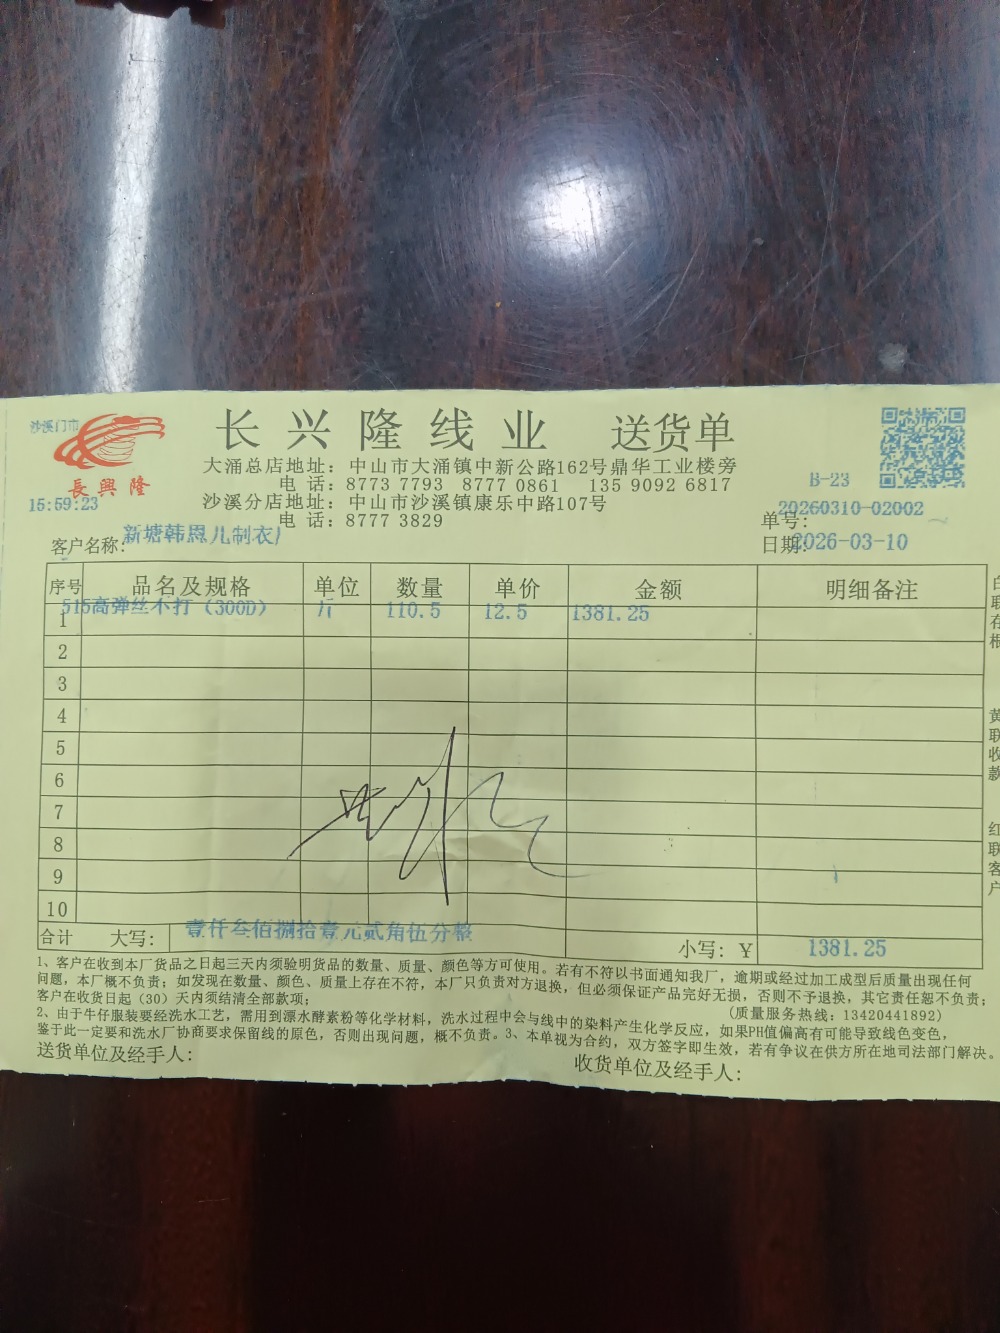 沙溪门市
長興隆
15:59:23
长兴隆线业 送货单
大涌总店地址：中山市大涌镇中新公路162号鼎华工业楼旁
电 话：8773 7793 8777 0861 135 9092 6817
沙溪分店地址：中山市沙溪镇康乐中路107号
电 话：8777 3829
B-23
单号：20260310-02002
日期：2026-03-10
客户名称：新塘韩恩儿制衣厂
序号 品名及规格 单位 数量 单价 金额 明细备注
1 515高弹丝不打（300D） 斤 110.5 12.5 1381.25
2
3
4
5
6
7
8
9
10
合计 大写：壹仟叁佰捌拾壹元贰角伍分整 小写：¥ 1381.25
1、客户在收到本厂货品之日起三天内须验明货品的数量、质量、颜色等方可使用。若有不符以书面通知我厂，逾期或经过加工成型后质量出现任何
问题，本厂概不负责；如发现在数量、颜色、质量上存在不符，本厂只负责对方退换，但必须保证产品完好无损，否则不予退换，其它责任恕不负责；
客户在收货日起（30）天内须结清全部款项； （质量服务热线：13420441892）
2、由于牛仔服装要经洗水工艺，需用到漂水酵素粉等化学材料，洗水过程中会与线中的染料产生化学反应，如果PH值偏高有可能导致线色变色，
鉴于此一定要和洗水厂协商要求保留线的原色，否则出现问题，概不负责。3、本单视为合约，双方签字即生效，若有争议在供方所在地司法部门解决。
送货单位及经手人： 收货单位及经手人：
白联存根
黄联收款
红联客户